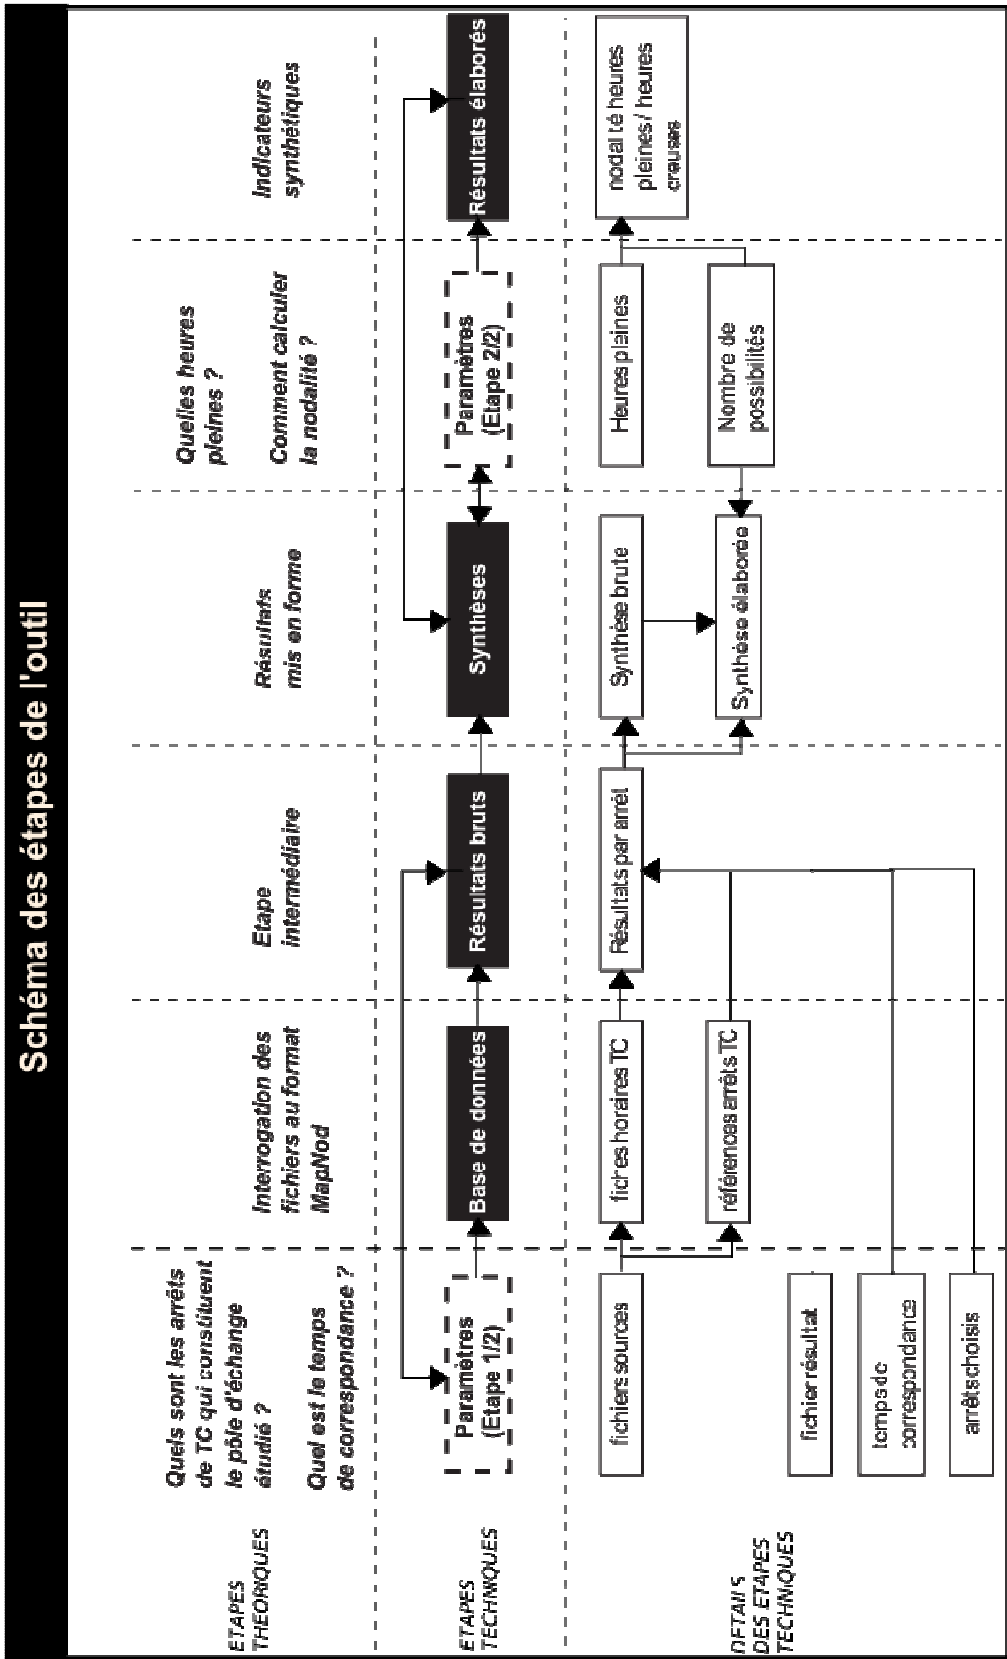 Schéma des étapes de l'outil
ETAPES
THEORIQUES
Quels sont les arrêts
de TC qui constituent
le pôle d'échange
étudié ?
Quel est le temps
de correspondance ?
Interrogation des
fichiers au format
MapNod
Etape
intermédiaire
Résultats
mis en forme
Quelles heures
pleines ?
Comment calculer
la nodalité ?
Indicateurs
synthétiques
ETAPES
TECHNIQUES
Paramètres
(Etape 1/2)
Base de données
Résultats bruts
Synthèses
Paramètres
(Etape 2/2)
Résultats élaborés
DETAILS
DES ETAPES
TECHNIQUES
fichiers sources
fichier résultat
temps de
correspondance
arrêts choisis
fiches horaires TC
références arrêts TC
Résultats par arrêt
Synthèse brute
Synthèse élaborée
Heures plaines
Nombre de
possibilités
nodalité heures
pleines / heures
creuses